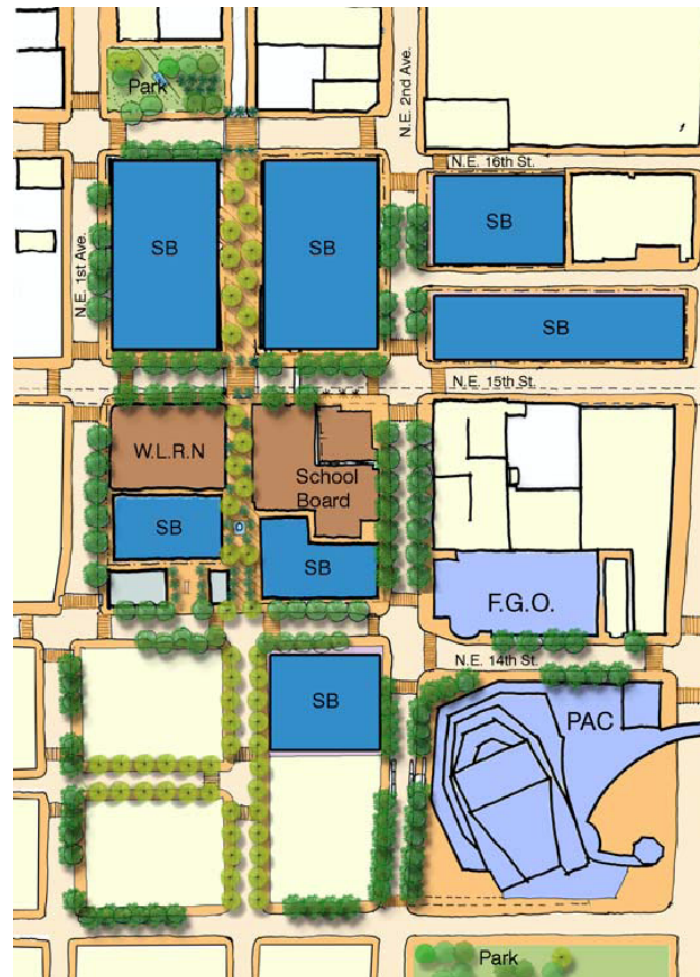 Park
N.E. 2nd Ave.
N.E. 16th St.
SB
SB
SB
N.E. 1st Ave.
SB
N.E. 15th St.
W.L.R.N
School
Board
SB
SB
F.G.O.
N.E. 14th St.
SB
PAC
Park